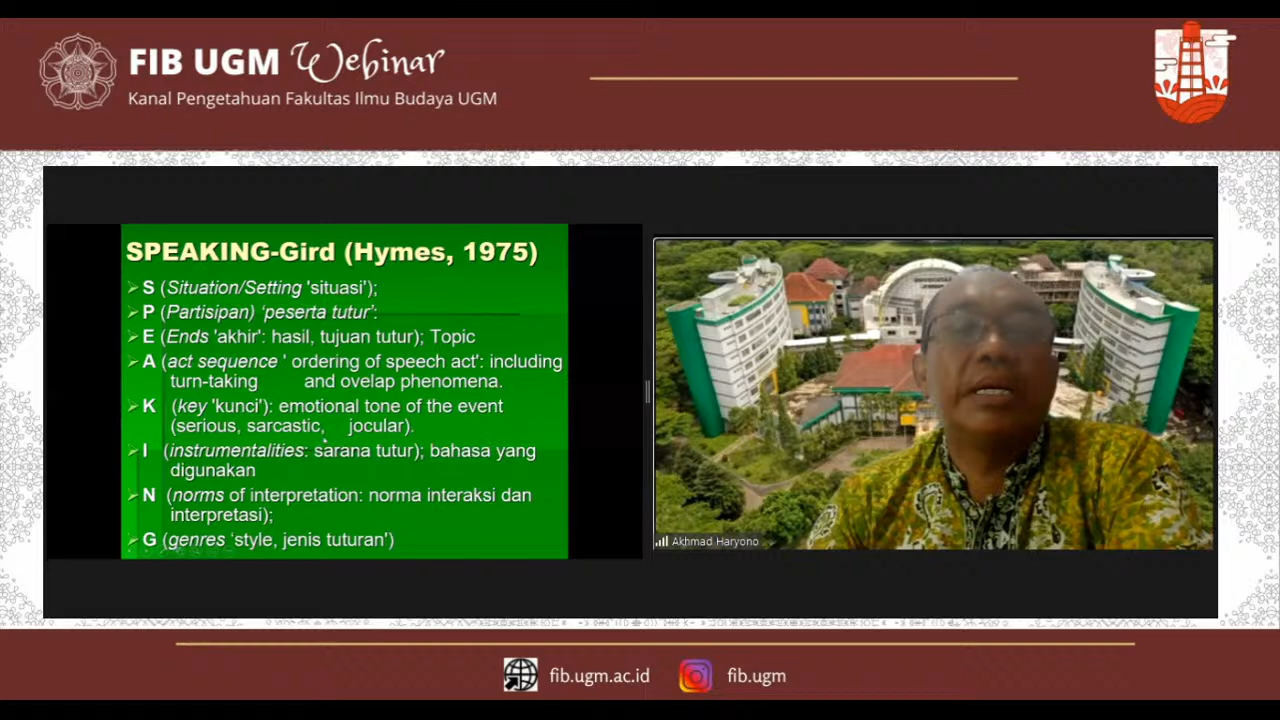 FIB UGM Webinar
Kanal Pengetahuan Fakultas Ilmu Budaya UGM
SPEAKING-Gird (Hymes, 1975)
S (Situation/Setting 'situasi');
P (Partisipan) ‘peserta tutur’:
E (Ends 'akhir': hasil, tujuan tutur); Topic
A (act sequence ' ordering of speech act': including
turn-taking and ovelap phenomena.
K (key 'kunci'): emotional tone of the event
(serious, sarcastic, jocular).
I (instrumentalities: sarana tutur); bahasa yang
digunakan
N (norms of interpretation: norma interaksi dan
interpretasi);
G (genres ‘style, jenis tuturan')
Akhmad Haryono
fib.ugm.ac.id
fib.ugm